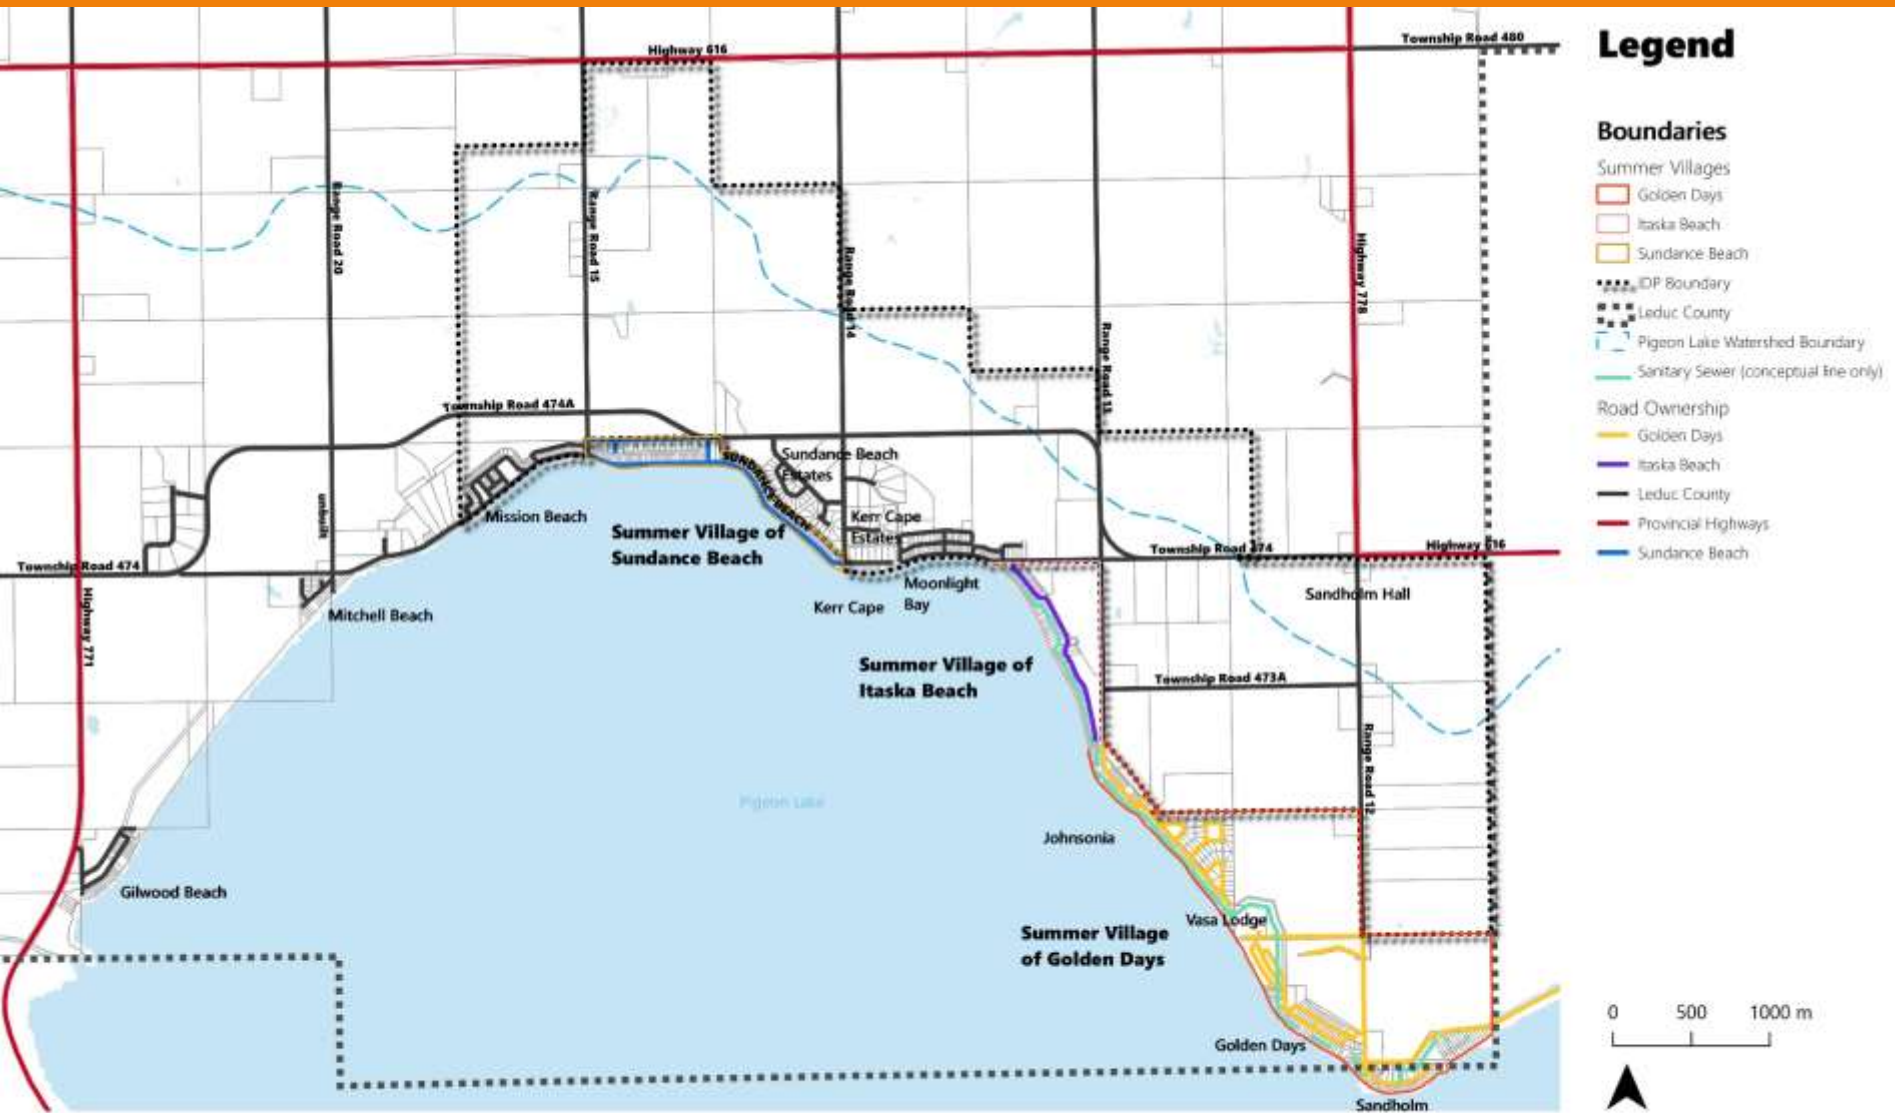 Highway 616
Township Road 480
Legend
Boundaries
Summer Villages
Golden Days
Itaska Beach
Sundance Beach
IDP Boundary
Leduc County
Pigeon Lake Watershed Boundary
Sanitary Sewer (conceptual line only)
Road Ownership
Golden Days
Itaska Beach
Leduc County
Provincial Highways
Sundance Beach
Range Road 20
Range Road 15
Range Road 14
Range Road 13
Highway 778
Township Road 474A
SUNDANCE BEACH
Sundance Beach
Estates
Mission Beach
Kerr Cape
Estates
unbuilt
Summer Village of
Sundance Beach
Township Road 474
Township Road 474
Highway 616
Mitchell Beach
Kerr Cape
Moonlight
Bay
Sandholm Hall
Highway 771
Summer Village of
Itaska Beach
Township Road 473A
Range Road 12
Pigeon Lake
Johnsonia
Gilwood Beach
Vasa Lodge
Summer Village
of Golden Days
Golden Days
Sandholm
0 500 1000 m